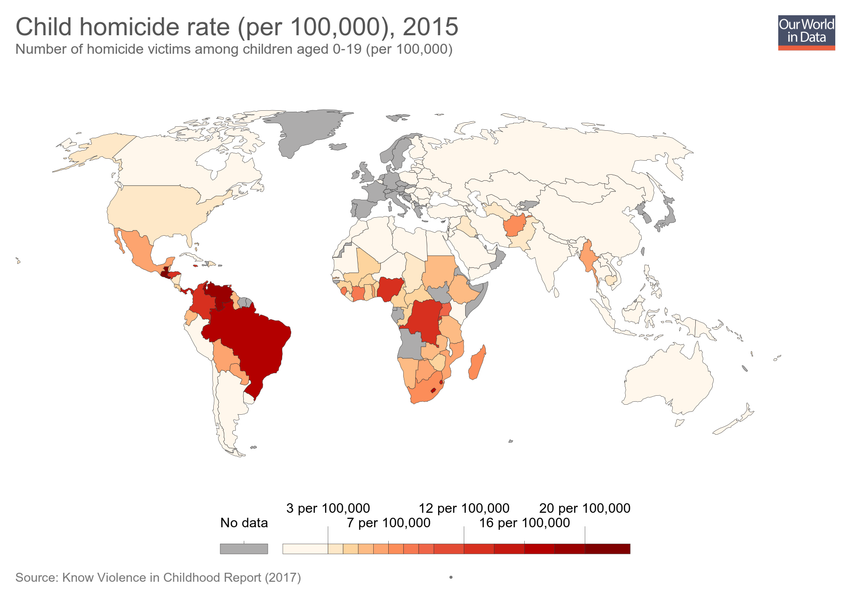 Child homicide rate (per 100,000), 2015
Number of homicide victims among children aged 0-19 (per 100,000)
Our World
in Data
3 per 100,000 12 per 100,000 20 per 100,000
No data 7 per 100,000 16 per 100,000
Source: Know Violence in Childhood Report (2017) •